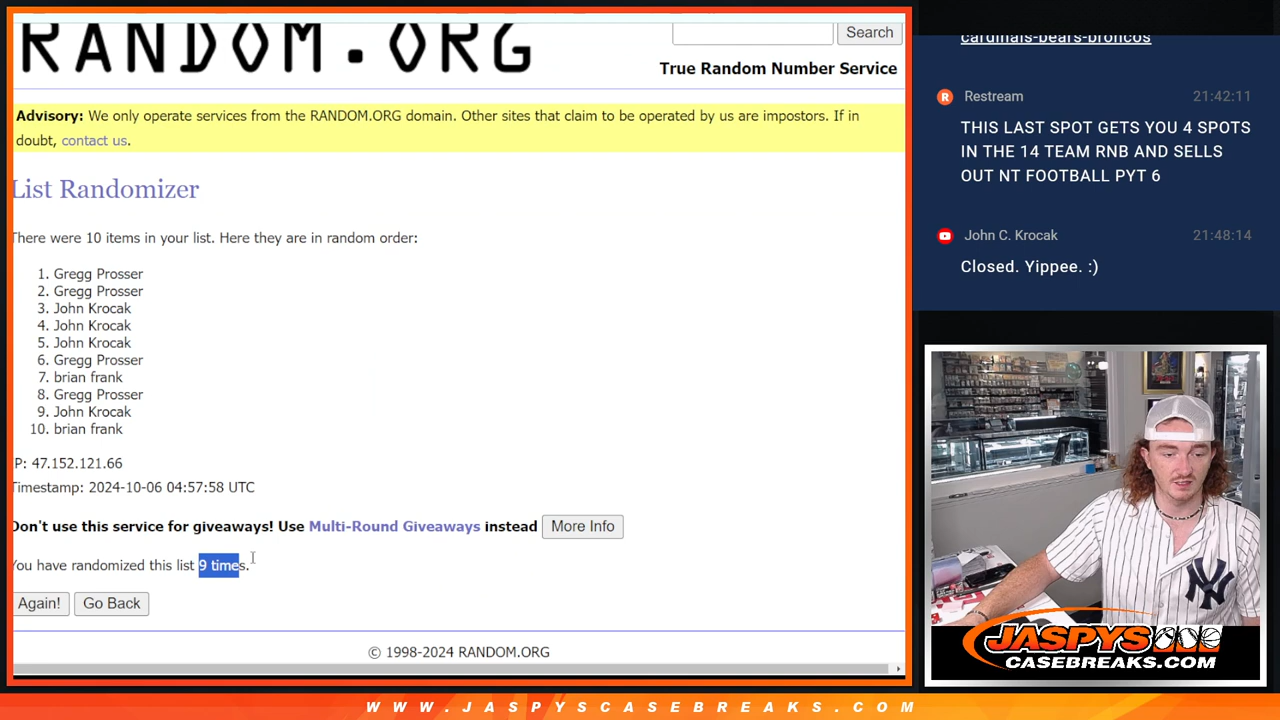 RANDOM.ORG
Search
True Random Number Service
Advisory: We only operate services from the RANDOM.ORG domain. Other sites that claim to be operated by us are impostors. If in
doubt, contact us.
List Randomizer
There were 10 items in your list. Here they are in random order:
1. Gregg Prosser
2. Gregg Prosser
3. John Krocak
4. John Krocak
5. John Krocak
6. Gregg Prosser
7. brian frank
8. Gregg Prosser
9. John Krocak
10. brian frank
IP: 47.152.121.66
Timestamp: 2024-10-06 04:57:58 UTC
Don't use this service for giveaways! Use Multi-Round Giveaways instead More Info
You have randomized this list 9 times.
Again! Go Back
© 1998-2024 RANDOM.ORG
cardinals-bears-broncos
Restream 21:42:11
THIS LAST SPOT GETS YOU 4 SPOTS
IN THE 14 TEAM RNB AND SELLS
OUT NT FOOTBALL PYT 6
John C. Krocak 21:48:14
Closed. Yippee. :)
NY
JASPYS
CASEBREAKS.COM
WWW.JASPYSCASEBREAKS.COM